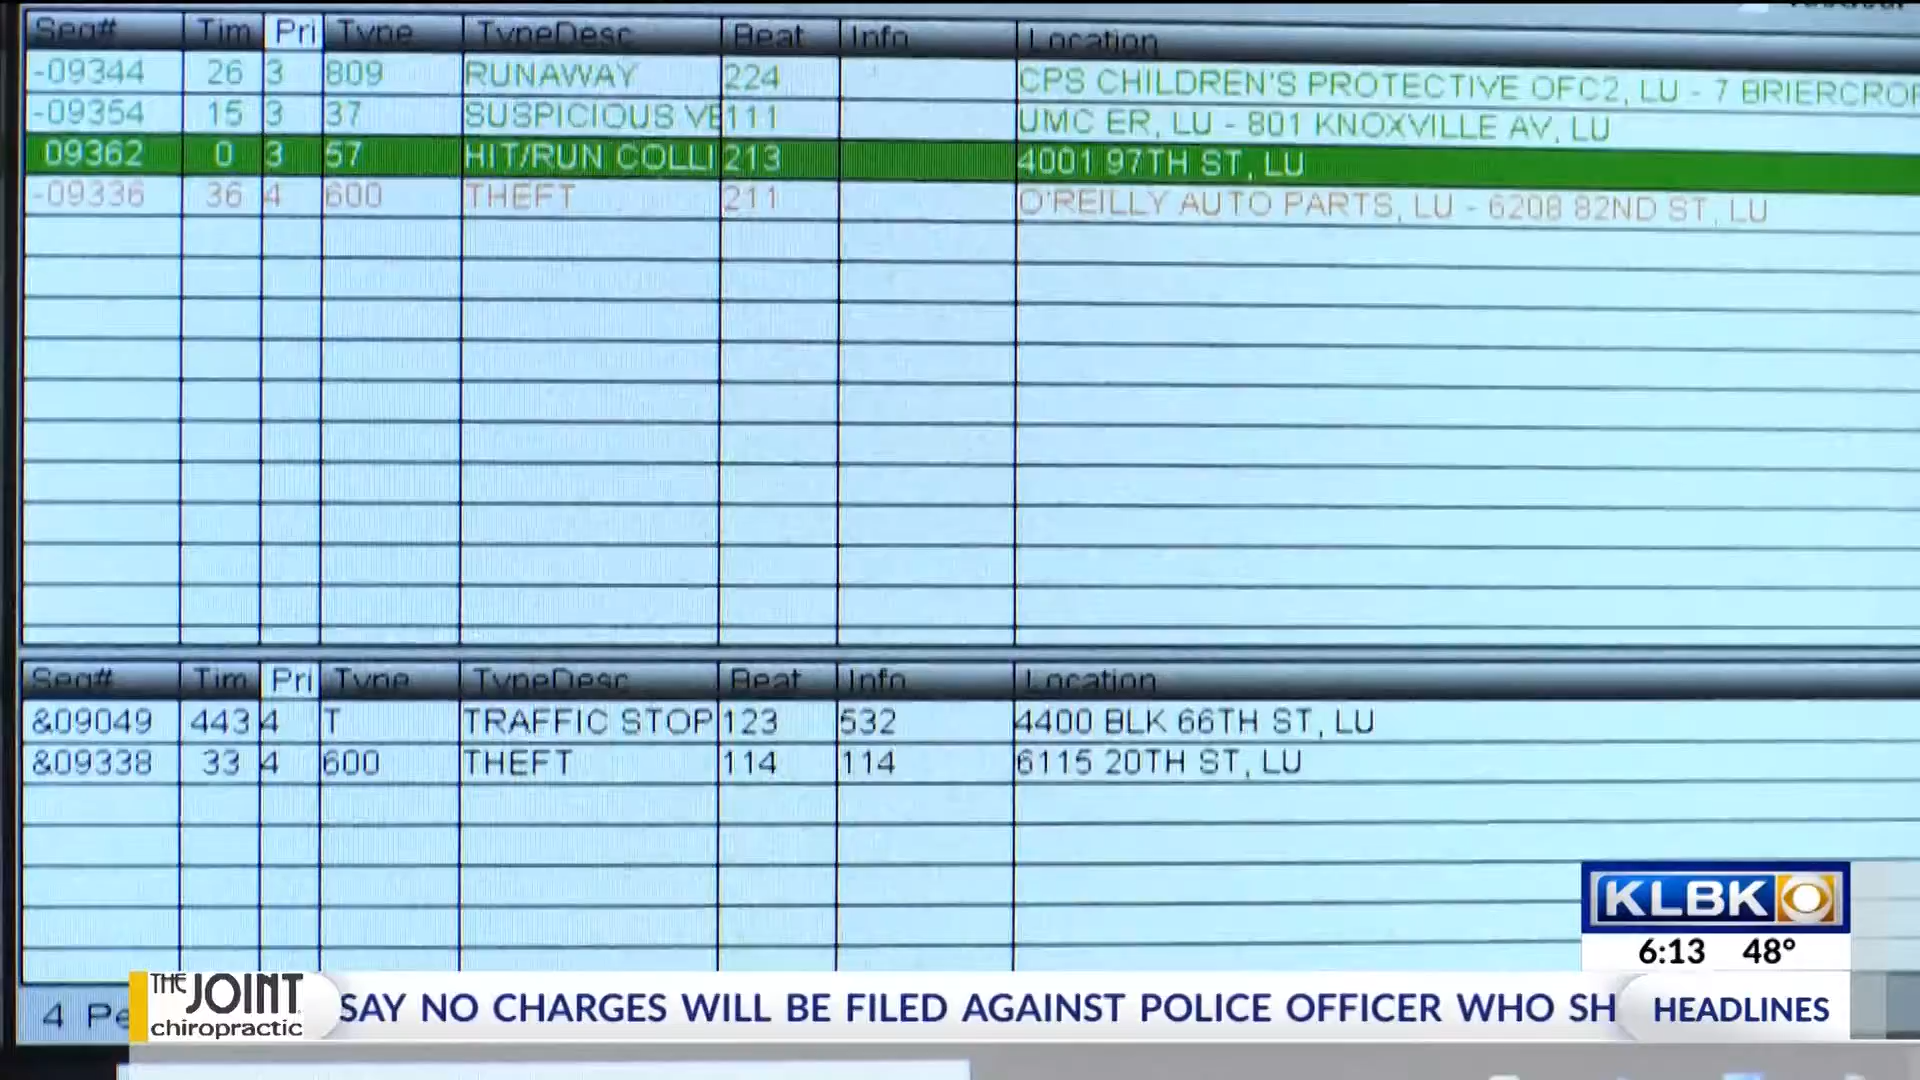 Seq# Tim Pri Type TypeDesc Beat Info Location
-09344 26 3 809 RUNAWAY 224 CPS CHILDREN'S PROTECTIVE OFC2, LU - 7 BRIERCROF
-09354 15 3 37 SUSPICIOUS VE 111 UMC ER, LU - 801 KNOXVILLE AV, LU
09362 0 3 57 HIT/RUN COLLI 213 4001 97TH ST, LU
-09336 36 4 600 THEFT 211 O'REILLY AUTO PARTS, LU - 6208 82ND ST, LU
Seq# Tim Pri Type TypeDesc Beat Info Location
&09049 443 4 T TRAFFIC STOP 123 532 4400 BLK 66TH ST, LU
&09338 33 4 600 THEFT 114 114 6115 20TH ST, LU
KLBK
6:13 48°
4 Pe
THE JOINT
chiropractic
SAY NO CHARGES WILL BE FILED AGAINST POLICE OFFICER WHO SH
HEADLINES